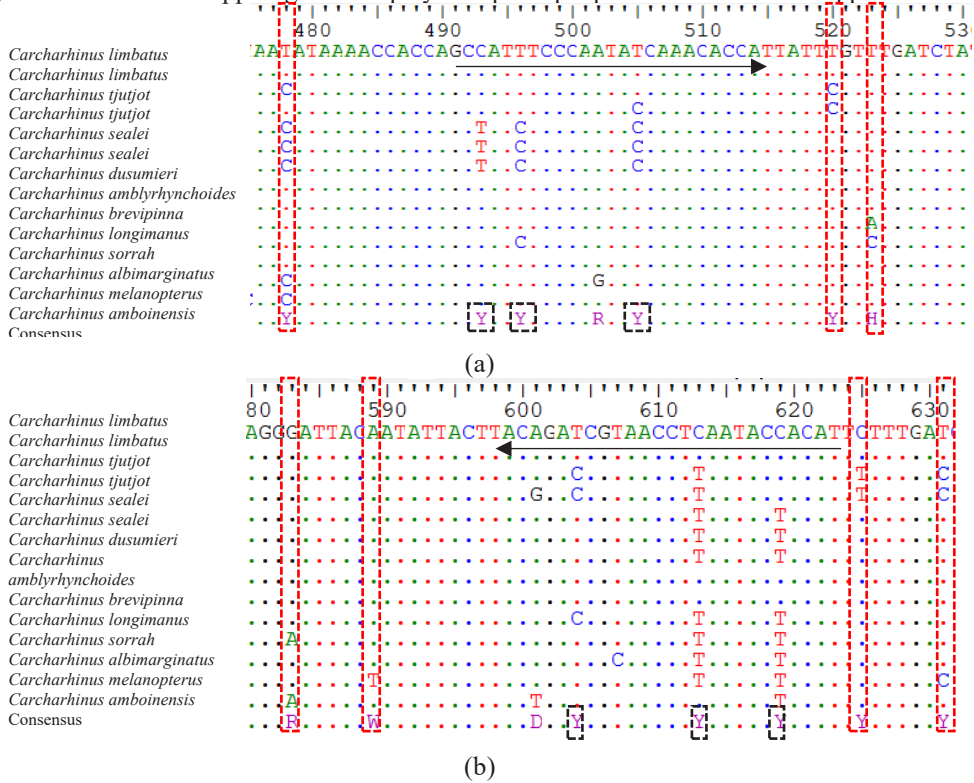 480 490 500 510 520 530
Carcharhinus limbatus AATATAAAACCACCAGCCATTTCCCAATATCAAACACCATTATTTGTTTGATCTA
Carcharhinus limbatus
Carcharhinus tjutjot C C
Carcharhinus tjutjot C C
Carcharhinus sealei C T C C
Carcharhinus sealei C T C C
Carcharhinus dusumieri C T C C
Carcharhinus amblyrhynchoides
Carcharhinus brevipinna A
Carcharhinus longimanus C C
Carcharhinus sorrah
Carcharhinus albimarginatus C G
Carcharhinus melanopterus C C
Carcharhinus amboinensis Y Y Y R Y Y H
Consensus
(a)
80 590 600 610 620 630
Carcharhinus limbatus AGGGATTACAATATTACTTACAGATCGTAACCTCAATACCACATTCTTTGATC
Carcharhinus limbatus
Carcharhinus tjutjot C T T C
Carcharhinus tjutjot G C T T C
Carcharhinus sealei T T
Carcharhinus sealei T T
Carcharhinus dusumieri T T
Carcharhinus
amblyrhynchoides
Carcharhinus brevipinna
Carcharhinus longimanus C T T
Carcharhinus sorrah A T T
Carcharhinus albimarginatus C T T
Carcharhinus melanopterus T T T C
Carcharhinus amboinensis A T T
Consensus R W D Y Y Y Y Y
(b)